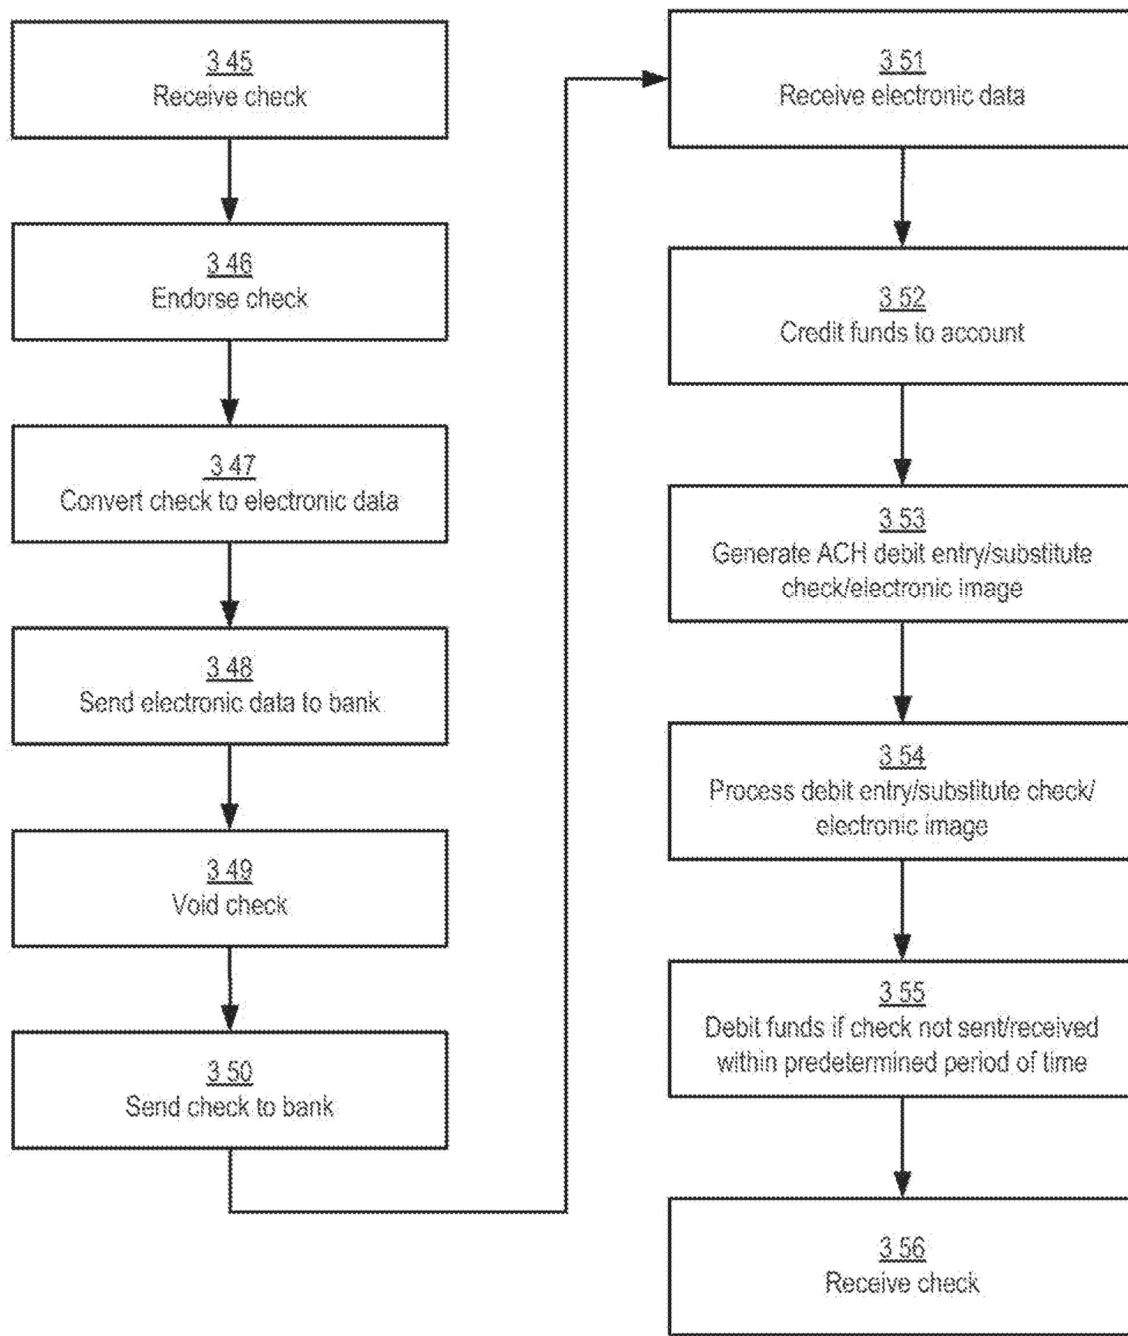 3 45
Receive check
3 46
Endorse check
3 47
Convert check to electronic data
3 48
Send electronic data to bank
3 49
Void check
3 50
Send check to bank
3 51
Receive electronic data
3 52
Credit funds to account
3 53
Generate ACH debit entry/substitute
check/electronic image
3 54
Process debit entry/substitute check/
electronic image
3 55
Debit funds if check not sent/received
within predetermined period of time
3 56
Receive check